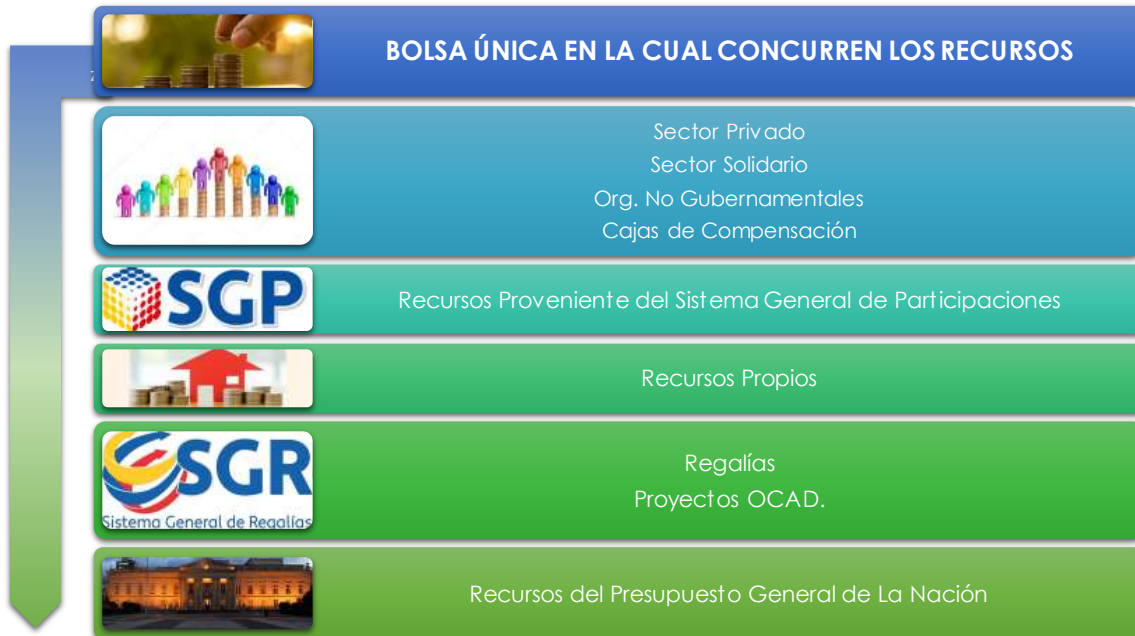 BOLSA ÚNICA EN LA CUAL CONCURREN LOS RECURSOS
Sector Privado
Sector Solidario
Org. No Gubernamentales
Cajas de Compensación
SGP
Recursos Proveniente del Sistema General de Participaciones
Recursos Propios
SGR
Sistema General de Regalías
Regalías
Proyectos OCAD.
Recursos del Presupuesto General de La Nación